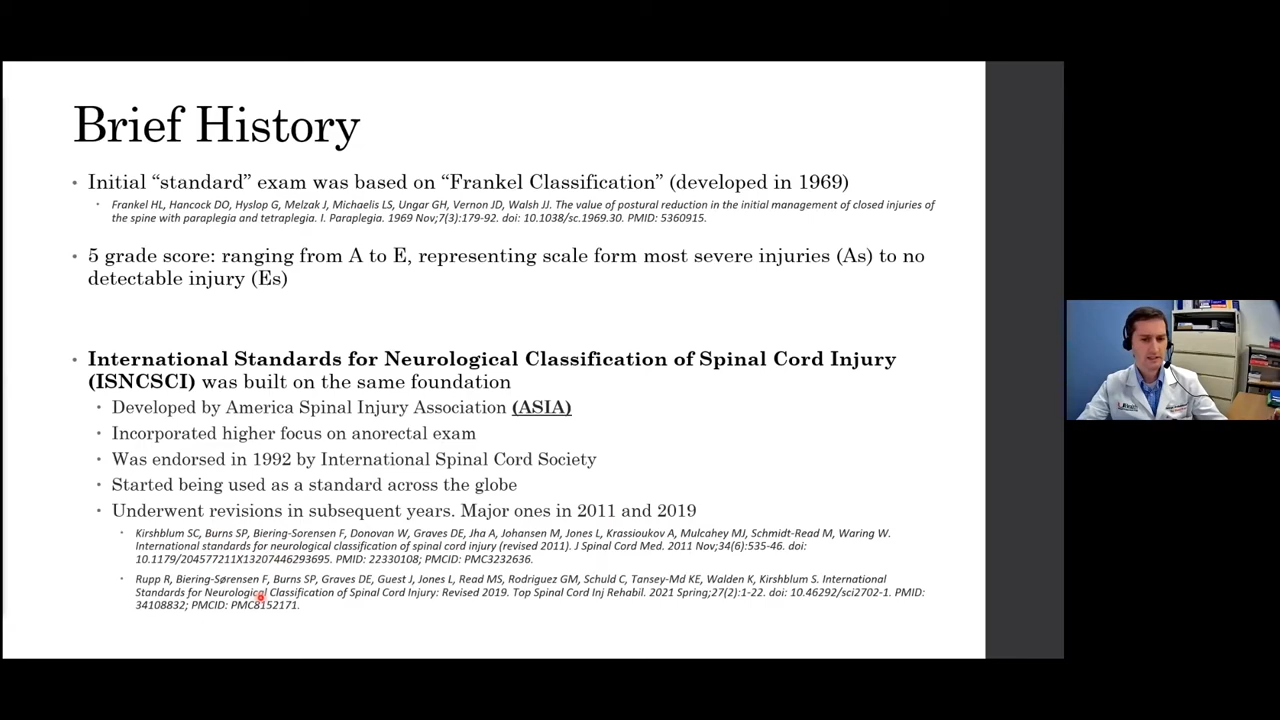 Brief History
• Initial “standard” exam was based on “Frankel Classification” (developed in 1969)
• Frankel HL, Hancock DO, Hyslop G, Melzak J, Michaelis LS, Ungar GH, Vernon JD, Walsh JJ. The value of postural reduction in the initial management of closed injuries of
the spine with paraplegia and tetraplegia. I. Paraplegia. 1969 Nov;7(3):179-92. doi: 10.1038/sc.1969.30. PMID: 5360915.
• 5 grade score: ranging from A to E, representing scale form most severe injuries (As) to no
detectable injury (Es)
• International Standards for Neurological Classification of Spinal Cord Injury
(ISNCSCI) was built on the same foundation
• Developed by America Spinal Injury Association (ASIA)
• Incorporated higher focus on anorectal exam
• Was endorsed in 1992 by International Spinal Cord Society
• Started being used as a standard across the globe
• Underwent revisions in subsequent years. Major ones in 2011 and 2019
• Kirshblum SC, Burns SP, Biering-Sorensen F, Donovan W, Graves DE, Jha A, Johansen M, Jones L, Krassioukov A, Mulcahey MJ, Schmidt-Read M, Waring W.
International standards for neurological classification of spinal cord injury (revised 2011). J Spinal Cord Med. 2011 Nov;34(6):535-46. doi:
10.1179/204577211X13207446293695. PMID: 22330108; PMCID: PMC3232636.
• Rupp R, Biering-Sørensen F, Burns SP, Graves DE, Guest J, Jones L, Read MS, Rodriguez GM, Schuld C, Tansey-Md KE, Walden K, Kirshblum S. International
Standards for Neurological Classification of Spinal Cord Injury: Revised 2019. Top Spinal Cord Inj Rehabil. 2021 Spring;27(2):1-22. doi: 10.46292/sci2702-1. PMID:
34108832; PMCID: PMC8152171.